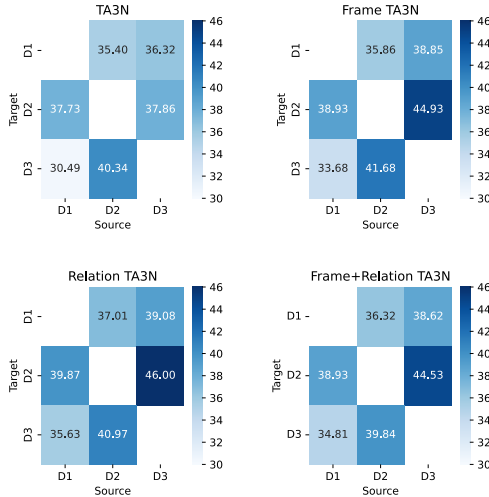 TA3N
D1 35.40 36.32
D2 37.73 37.86
D3 30.49 40.34
D1 D2 D3
Source
Target
46
44
42
40
38
36
34
32
30
Frame TA3N
D1 35.86 38.85
D2 38.93 44.93
D3 33.68 41.68
D1 D2 D3
Source
Target
46
44
42
40
38
36
34
32
30
Relation TA3N
D1 37.01 39.08
D2 39.87 46.00
D3 35.63 40.97
D1 D2 D3
Source
Target
46
44
42
40
38
36
34
32
30
Frame+Relation TA3N
D1 36.32 38.62
D2 38.93 44.53
D3 34.81 39.84
D1 D2 D3
Source
Target
46
44
42
40
38
36
34
32
30